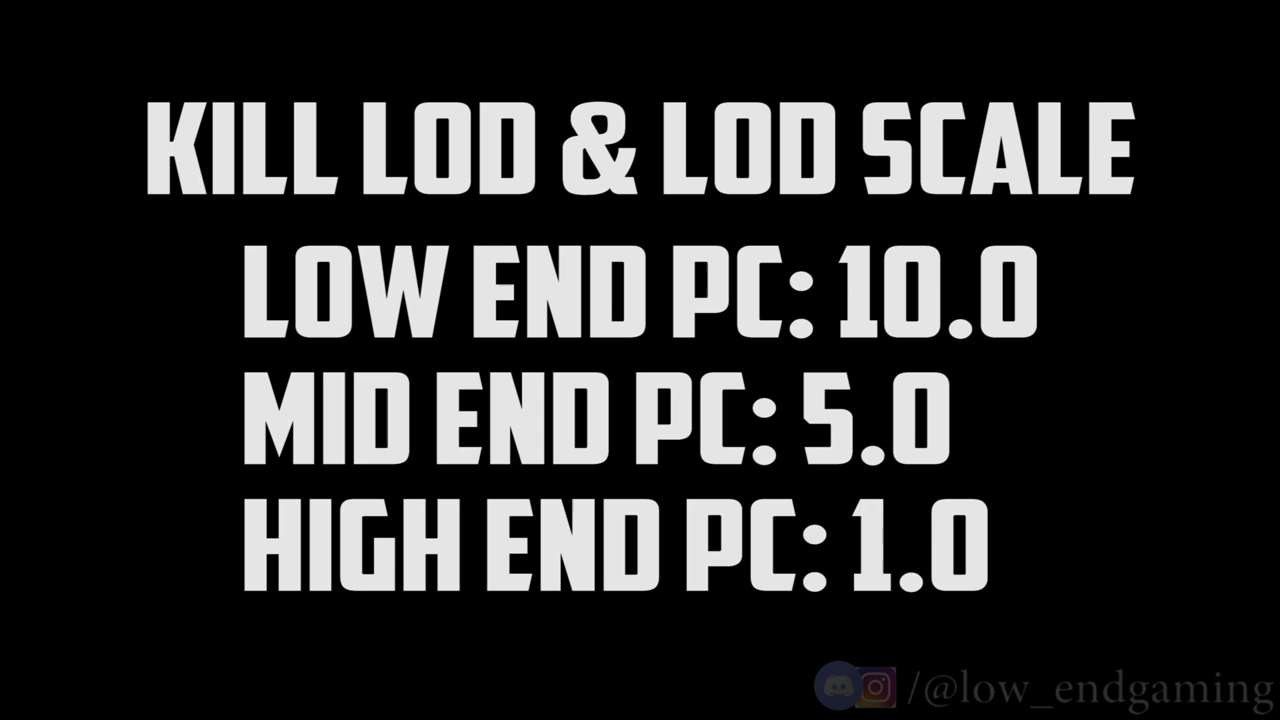 KILL LOD & LOD SCALE
LOW END PC: 10.0
MID END PC: 5.0
HIGH END PC: 1.0
/@low_endgaming